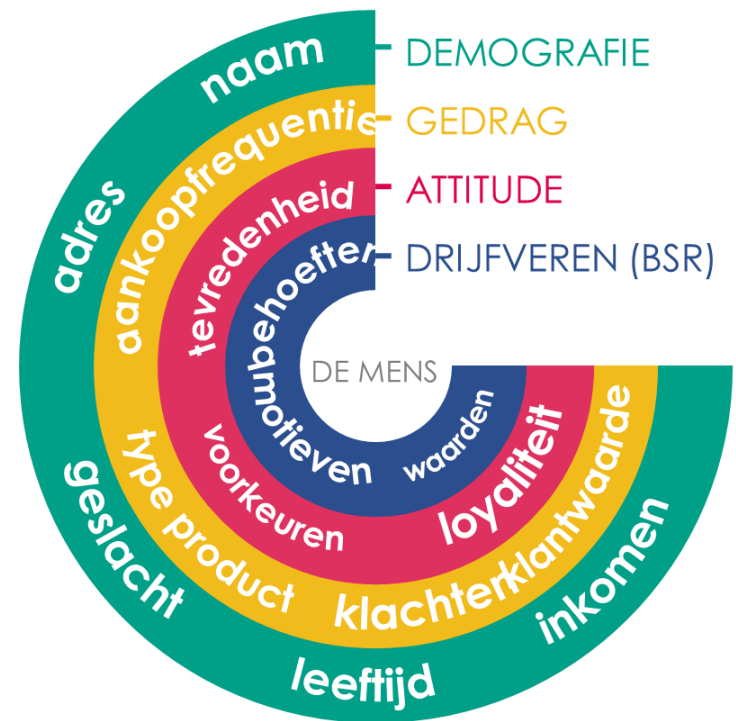 DEMOGRAFIE
GEDRAG
ATTITUDE
DRIJFVEREN (BSR)
DE MENS
naam
adres
geslacht
leeftijd
inkomen
aankoopfrequentie
type product
klachten
klantwaarde
tevredenheid
voorkeuren
loyaliteit
behoeften
motieven
waarden